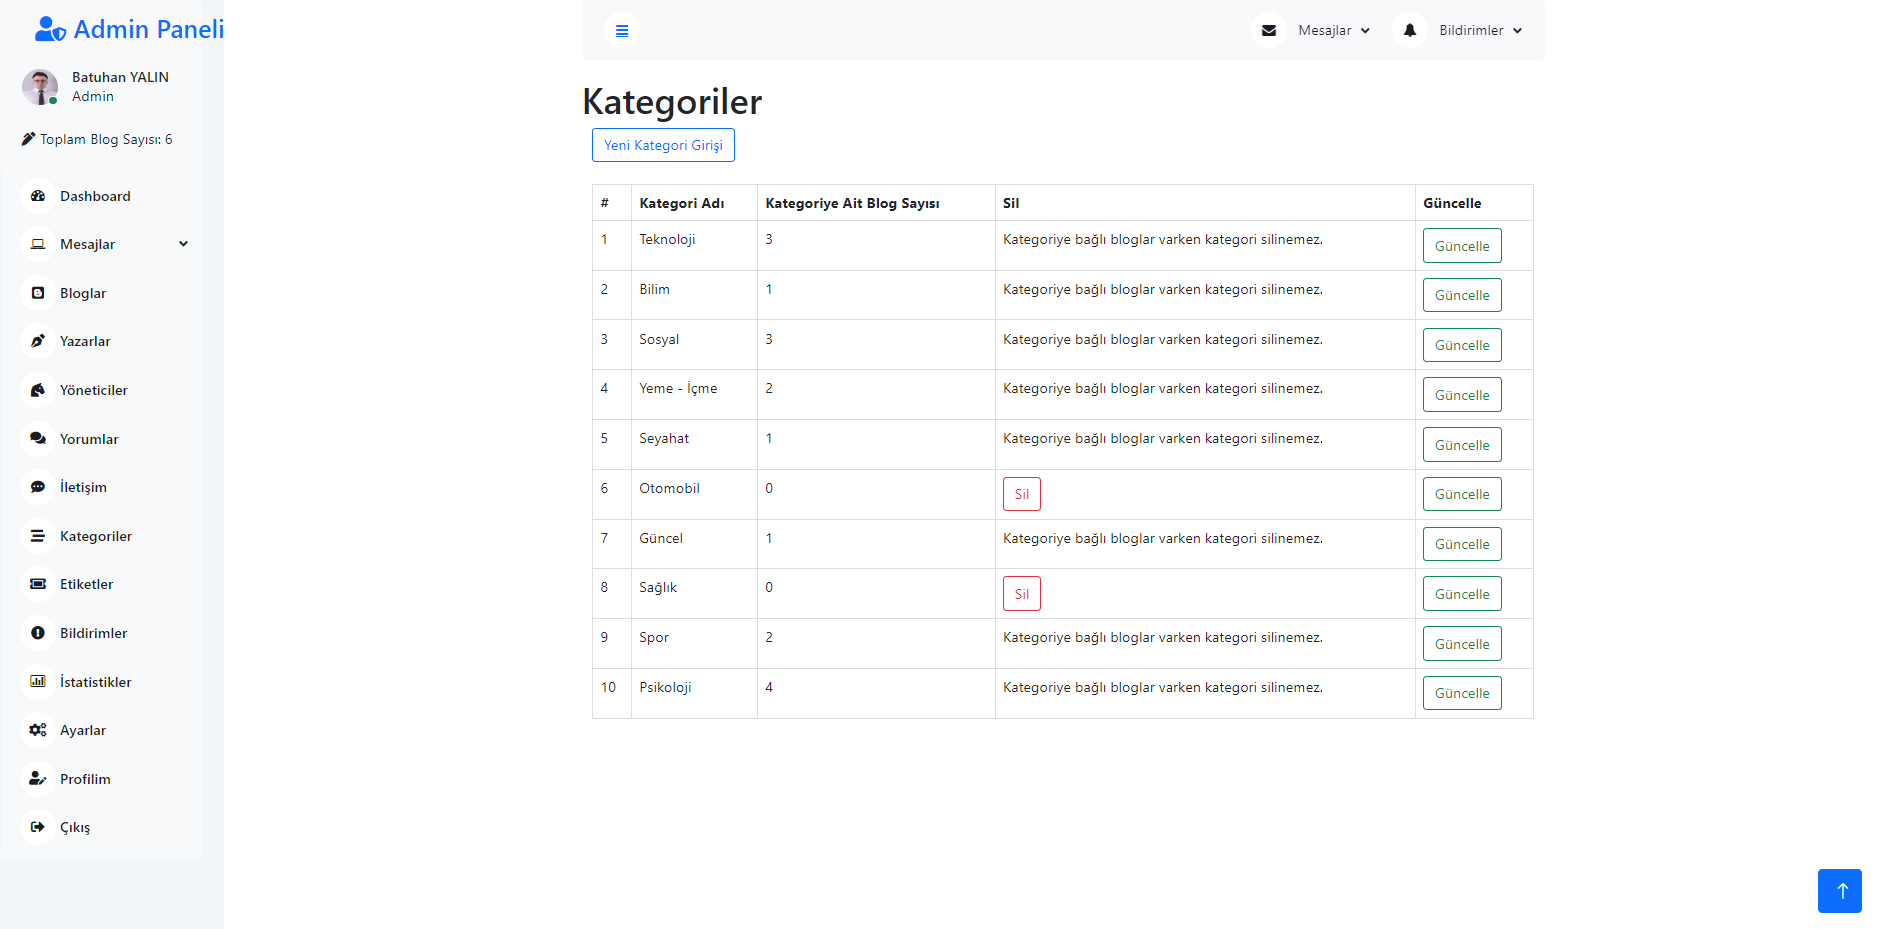 Admin Paneli
Batuhan YALIN
Admin
Toplam Blog Sayısı: 6
Dashboard
Mesajlar
Bloglar
Yazarlar
Yöneticiler
Yorumlar
İletişim
Kategoriler
Etiketler
Bildirimler
İstatistikler
Ayarlar
Profilim
Çıkış
Mesajlar Bildirimler
Kategoriler
Yeni Kategori Girişi
# Kategori Adı Kategoriye Ait Blog Sayısı Sil Güncelle
1 Teknoloji 3 Kategoriye bağlı bloglar varken kategori silinemez. Güncelle
2 Bilim 1 Kategoriye bağlı bloglar varken kategori silinemez. Güncelle
3 Sosyal 3 Kategoriye bağlı bloglar varken kategori silinemez. Güncelle
4 Yeme - İçme 2 Kategoriye bağlı bloglar varken kategori silinemez. Güncelle
5 Seyahat 1 Kategoriye bağlı bloglar varken kategori silinemez. Güncelle
6 Otomobil 0 Sil Güncelle
7 Güncel 1 Kategoriye bağlı bloglar varken kategori silinemez. Güncelle
8 Sağlık 0 Sil Güncelle
9 Spor 2 Kategoriye bağlı bloglar varken kategori silinemez. Güncelle
10 Psikoloji 4 Kategoriye bağlı bloglar varken kategori silinemez. Güncelle